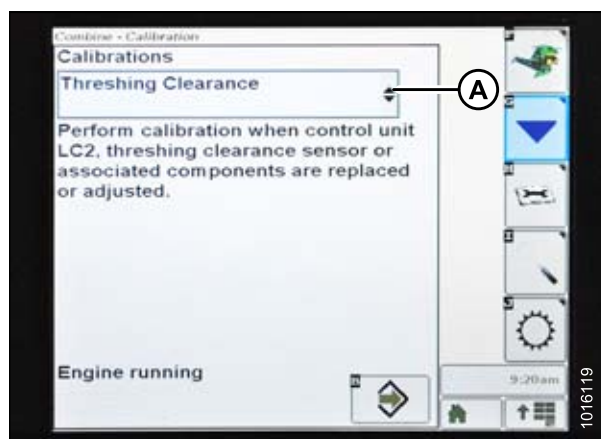 Combine - Calibration
Calibrations
Threshing Clearance
A
Perform calibration when control unit
LC2, threshing clearance sensor or
associated components are replaced
or adjusted.
Engine running
9:20am
1016119